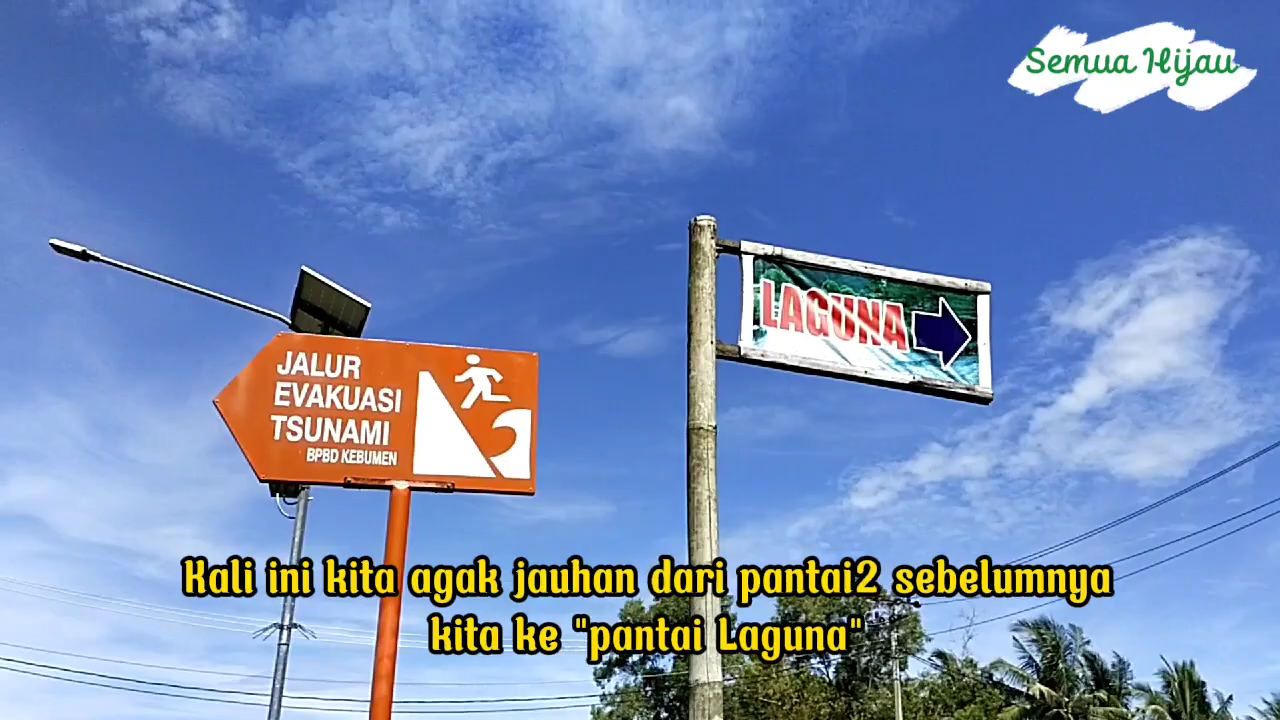 Semua Hijau
LAGUNA
JALUR
EVAKUASI
TSUNAMI
BPBD KEBUMEN
Kali ini kita agak jauhan dari pantai2 sebelumnya
kita ke "pantai Laguna"